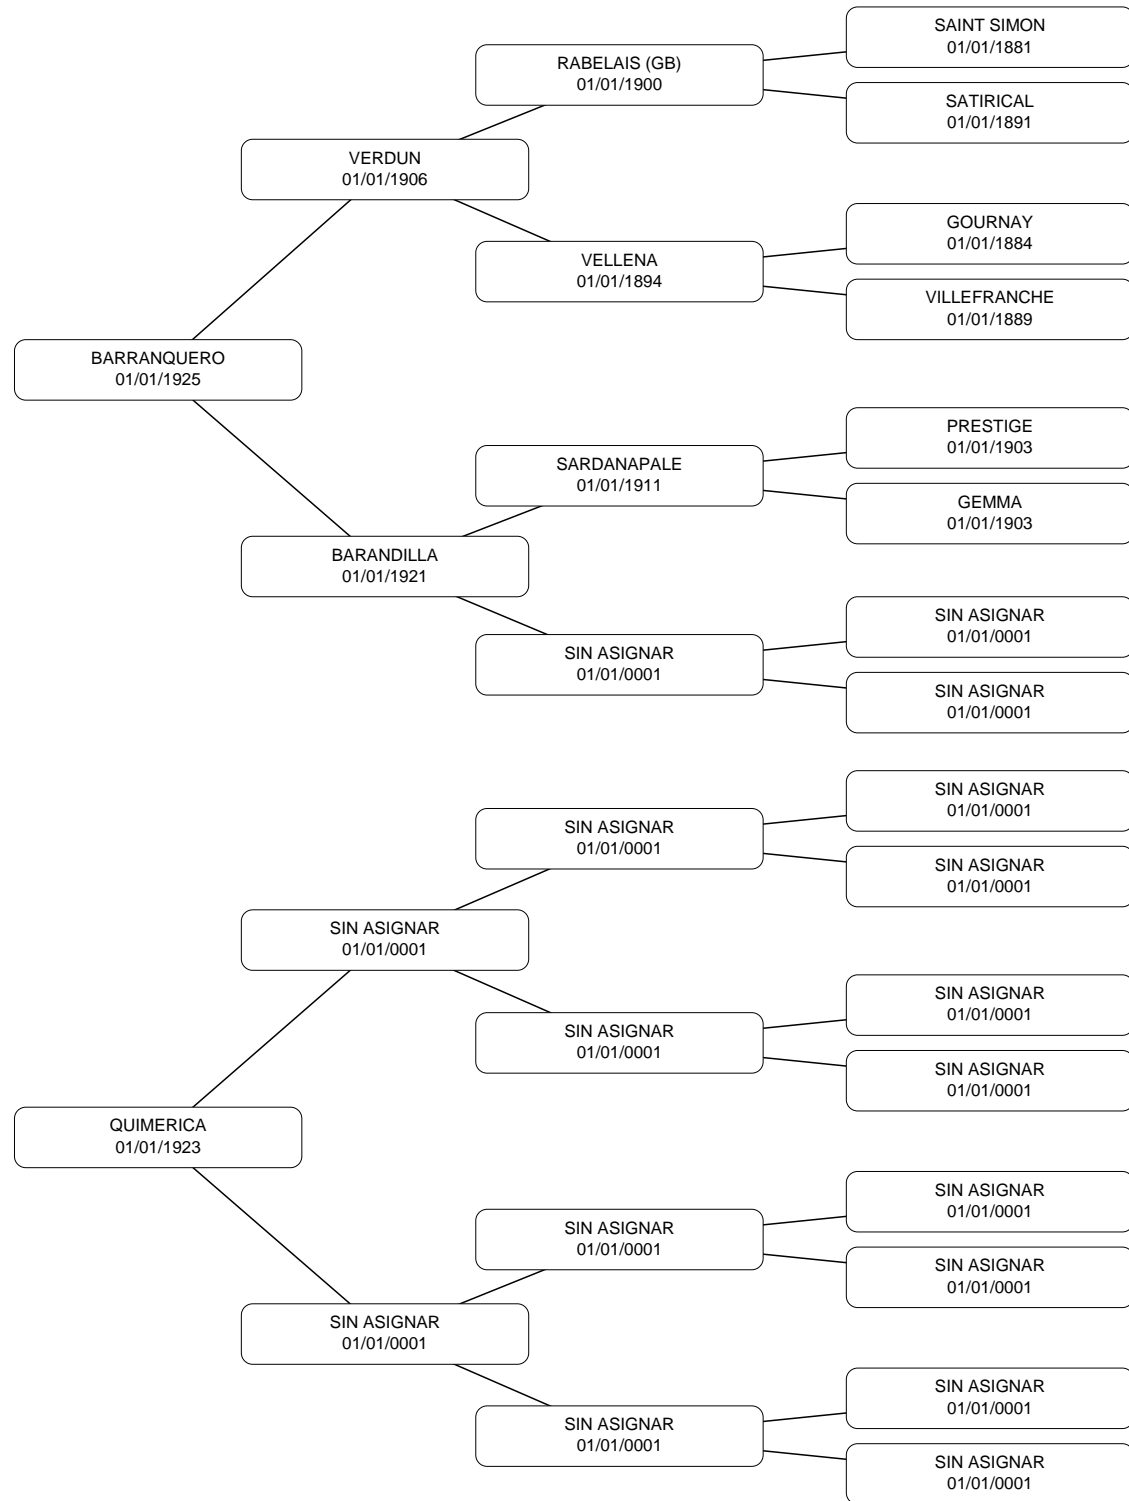 SAINT SIMON
01/01/1881
RABELAIS (GB)
01/01/1900
SATIRICAL
01/01/1891
VERDUN
01/01/1906
GOURNAY
01/01/1884
VELLENA
01/01/1894
VILLEFRANCHE
01/01/1889
BARRANQUERO
01/01/1925
PRESTIGE
01/01/1903
SARDANAPALE
01/01/1911
GEMMA
01/01/1903
BARANDILLA
01/01/1921
SIN ASIGNAR
01/01/0001
SIN ASIGNAR
01/01/0001
SIN ASIGNAR
01/01/0001
SIN ASIGNAR
01/01/0001
SIN ASIGNAR
01/01/0001
SIN ASIGNAR
01/01/0001
SIN ASIGNAR
01/01/0001
SIN ASIGNAR
01/01/0001
SIN ASIGNAR
01/01/0001
SIN ASIGNAR
01/01/0001
QUIMERICA
01/01/1923
SIN ASIGNAR
01/01/0001
SIN ASIGNAR
01/01/0001
SIN ASIGNAR
01/01/0001
SIN ASIGNAR
01/01/0001
SIN ASIGNAR
01/01/0001
SIN ASIGNAR
01/01/0001
SIN ASIGNAR
01/01/0001